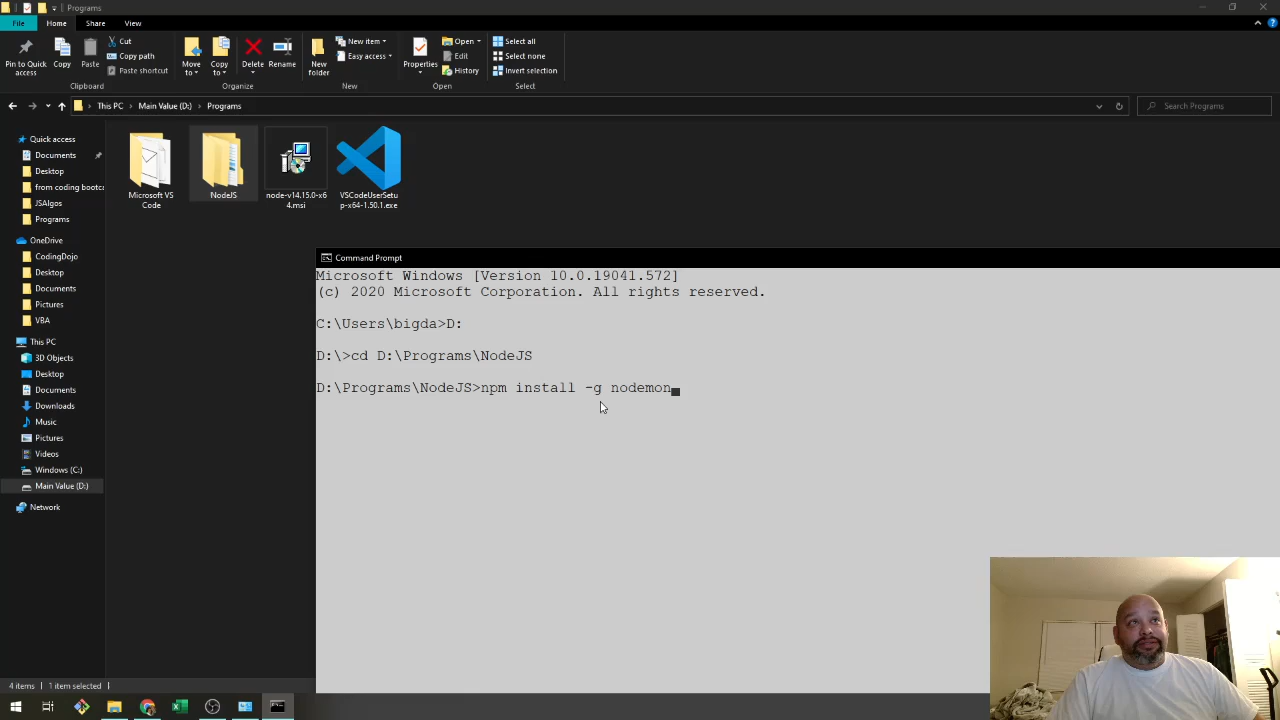 Programs
File
Home
Share
View
Pin to Quick
access
Copy
Paste
Cut
Copy path
Paste shortcut
Clipboard
Move
to
Copy
to
Delete
Rename
Organize
New
folder
New item
Easy access
New
Properties
Open
Edit
History
Open
Select all
Select none
Invert selection
Select
This PC
Main Value (D:)
Programs
Search Programs
Quick access
Documents
Desktop
from coding bootc
JSAlgos
Programs
OneDrive
CodingDojo
Desktop
Documents
Pictures
VBA
This PC
3D Objects
Desktop
Documents
Downloads
Music
Pictures
Videos
Windows (C:)
Main Value (D:)
Network
Microsoft VS
Code
NodeJS
node-v14.15.0-x6
4.msi
VSCodeUserSetu
p-x64-1.50.1.exe
Command Prompt
Microsoft Windows [Version 10.0.19041.572]
(c) 2020 Microsoft Corporation. All rights reserved.
C:\Users\bigda>D:
D:\>cd D:\Programs\NodeJS
D:\Programs\NodeJS>npm install -g nodemon
4 items
1 item selected